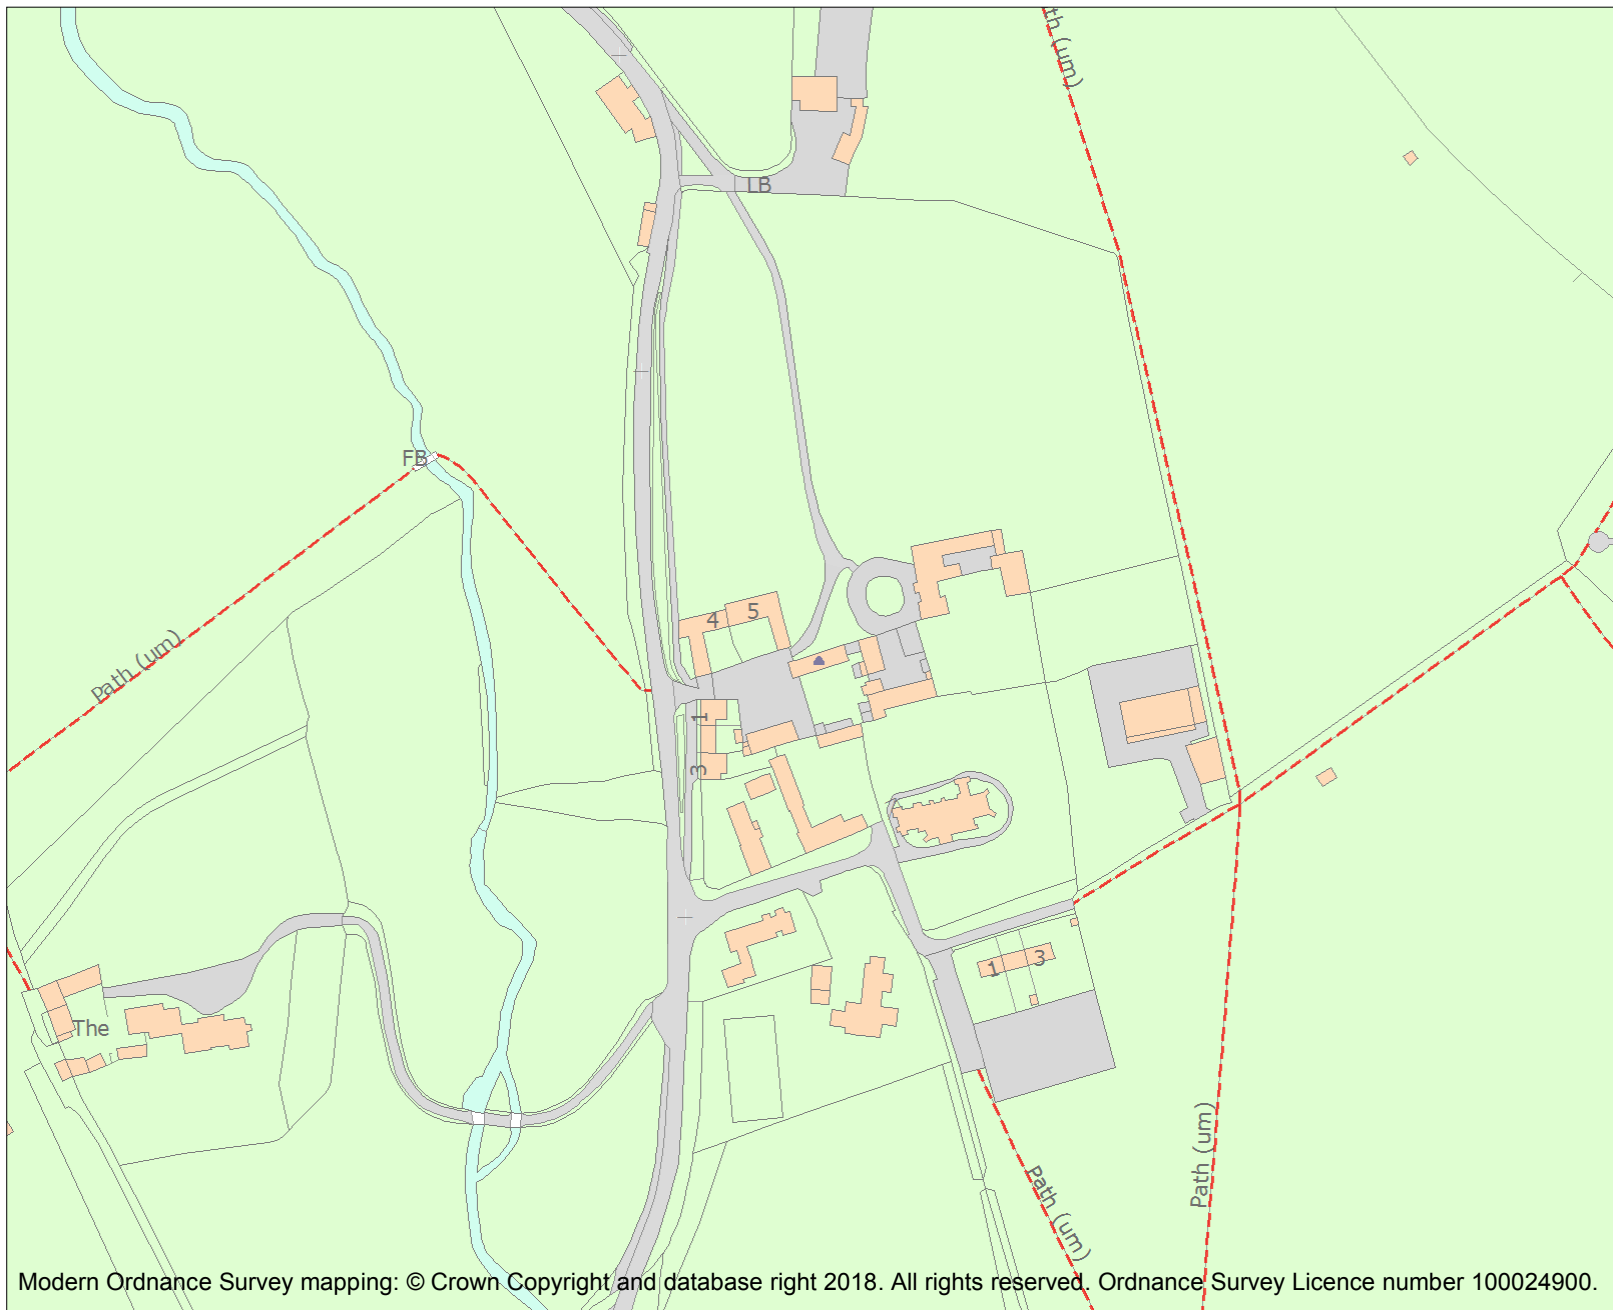 th (um)
LB
FB
Path (um)
4
5
1
3
1
3
The
Path (um)
Path (um)
Modern Ordnance Survey mapping: © Crown Copyright and database right 2018. All rights reserved. Ordnance Survey Licence number 100024900.